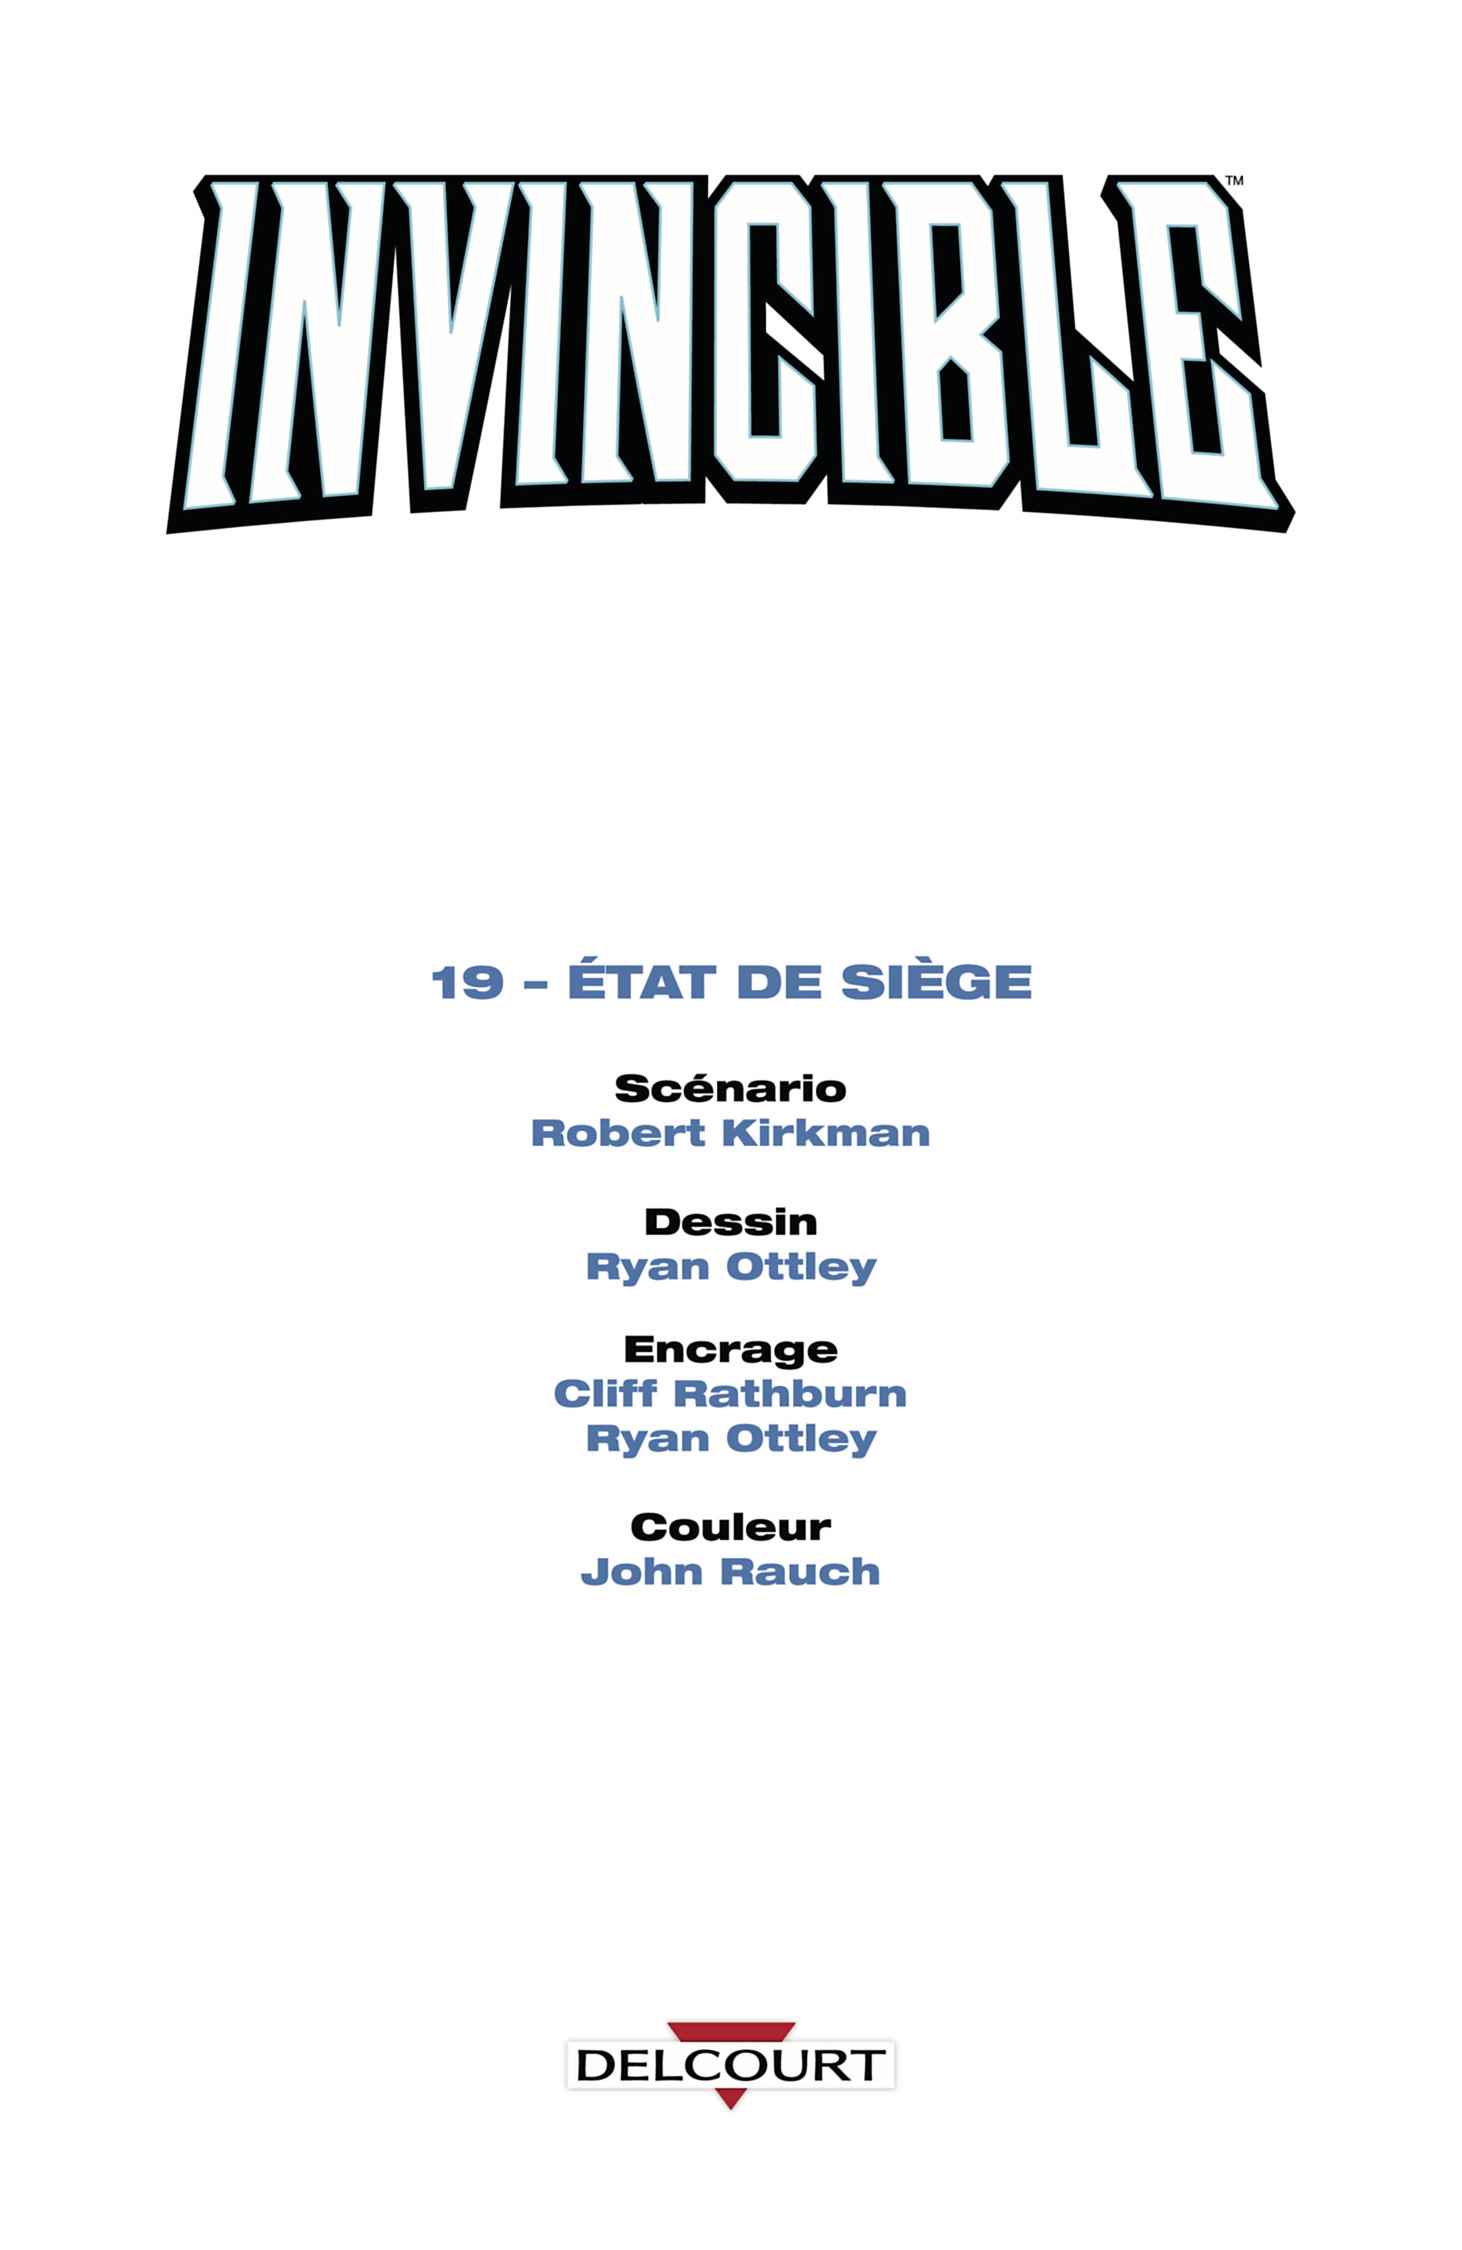 INVINCIBLE™
19 - ÉTAT DE SIÈGE
Scénario
Robert Kirkman
Dessin
Ryan Ottley
Encrage
Cliff Rathburn
Ryan Ottley
Couleur
John Rauch
DELCOURT